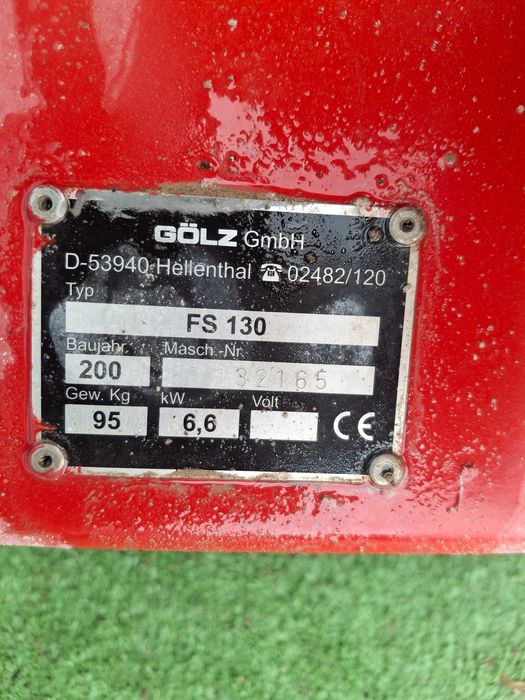 GÖLZ GmbH
D-53940 Hellenthal ☎ 02482/120
Typ
FS 130
Baujahr Masch.-Nr.
200 132165
Gew. Kg kW Volt
95 6,6
CE